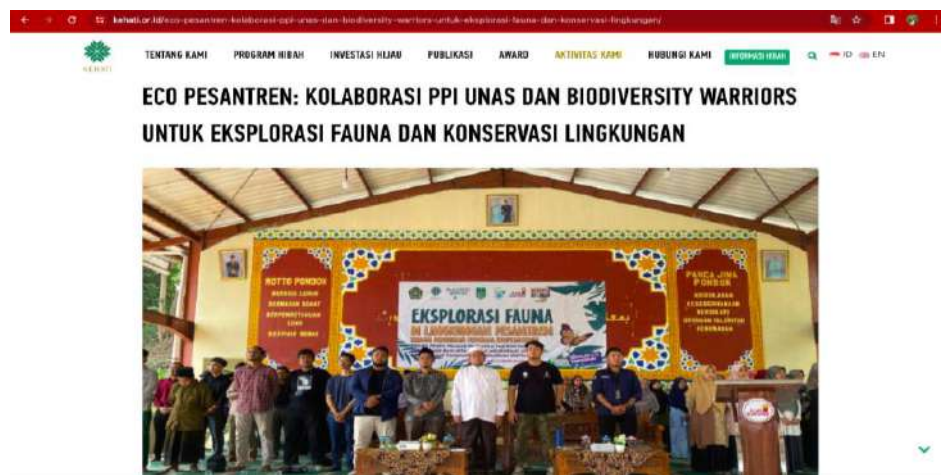 kehati.or.id/eco-pesantren-kolaborasi-ppi-unas-dan-biodiversity-warriors-untuk-eksplorasi-fauna-dan-konservasi-lingkungan/
KEHATI
TENTANG KAMI PROGRAM HIBAH INVESTASI HIJAU PUBLIKASI AWARD AKTIVITAS KAMI HUBUNGI KAMI INFORMASI HIBAH ID EN
ECO PESANTREN: KOLABORASI PPI UNAS DAN BIODIVERSITY WARRIORS
UNTUK EKSPLORASI FAUNA DAN KONSERVASI LINGKUNGAN
MOTTO PONDOK
BERBADAN SEHAT
EKSPLORASI FAUNA
DI LINGKUNGAN PESANTREN
PANCA JIWA
PONDOK